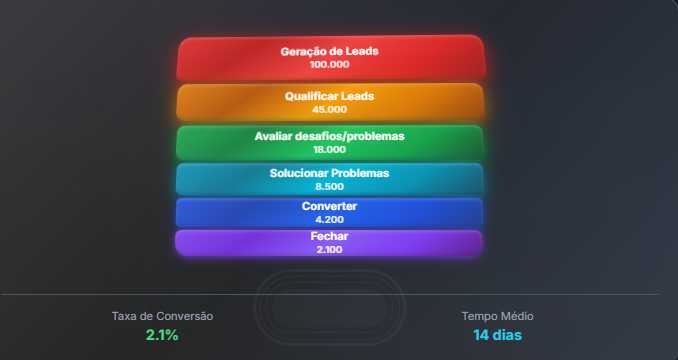 Geração de Leads
100.000
Qualificar Leads
45.000
Avaliar desafios/problemas
18.000
Solucionar Problemas
8.500
Converter
4.200
Fechar
2.100
Taxa de Conversão
2.1%
Tempo Médio
14 dias